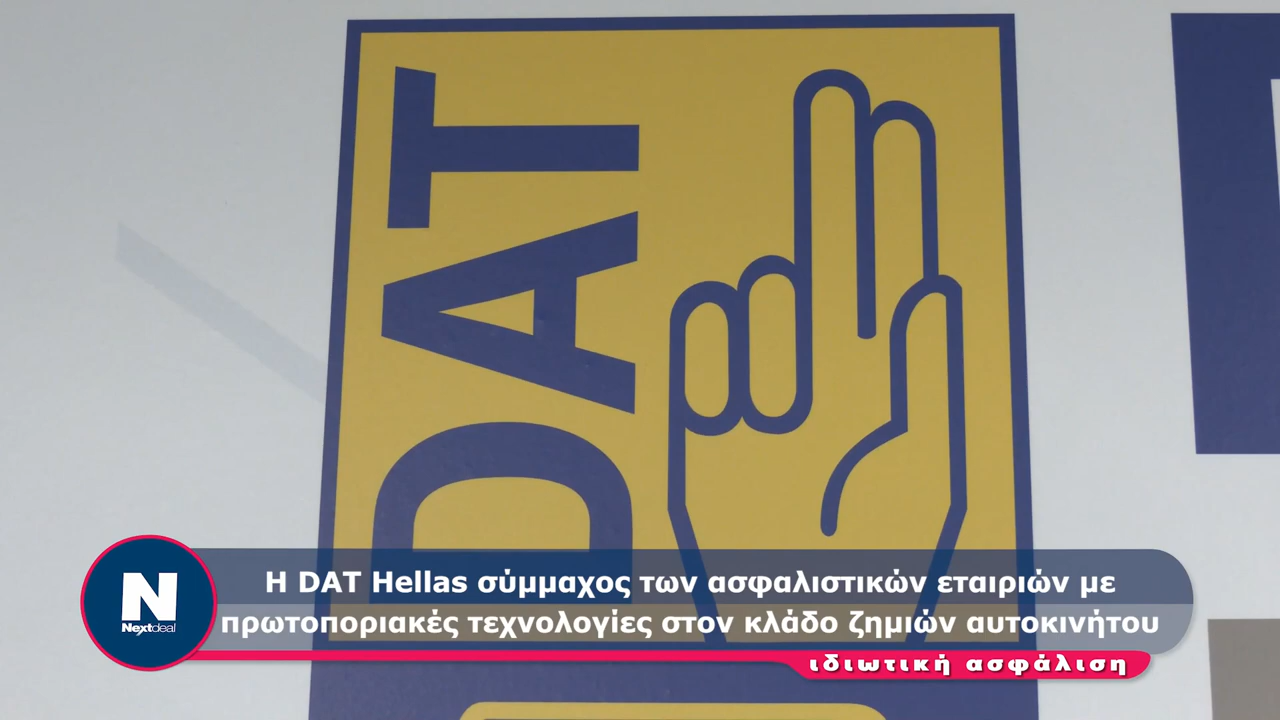 DAT
Η DAT Hellas σύμμαχος των ασφαλιστικών εταιριών με
πρωτοποριακές τεχνολογίες στον κλάδο ζημιών αυτοκινήτου
N
Nextdeal
ιδιωτική ασφάλιση